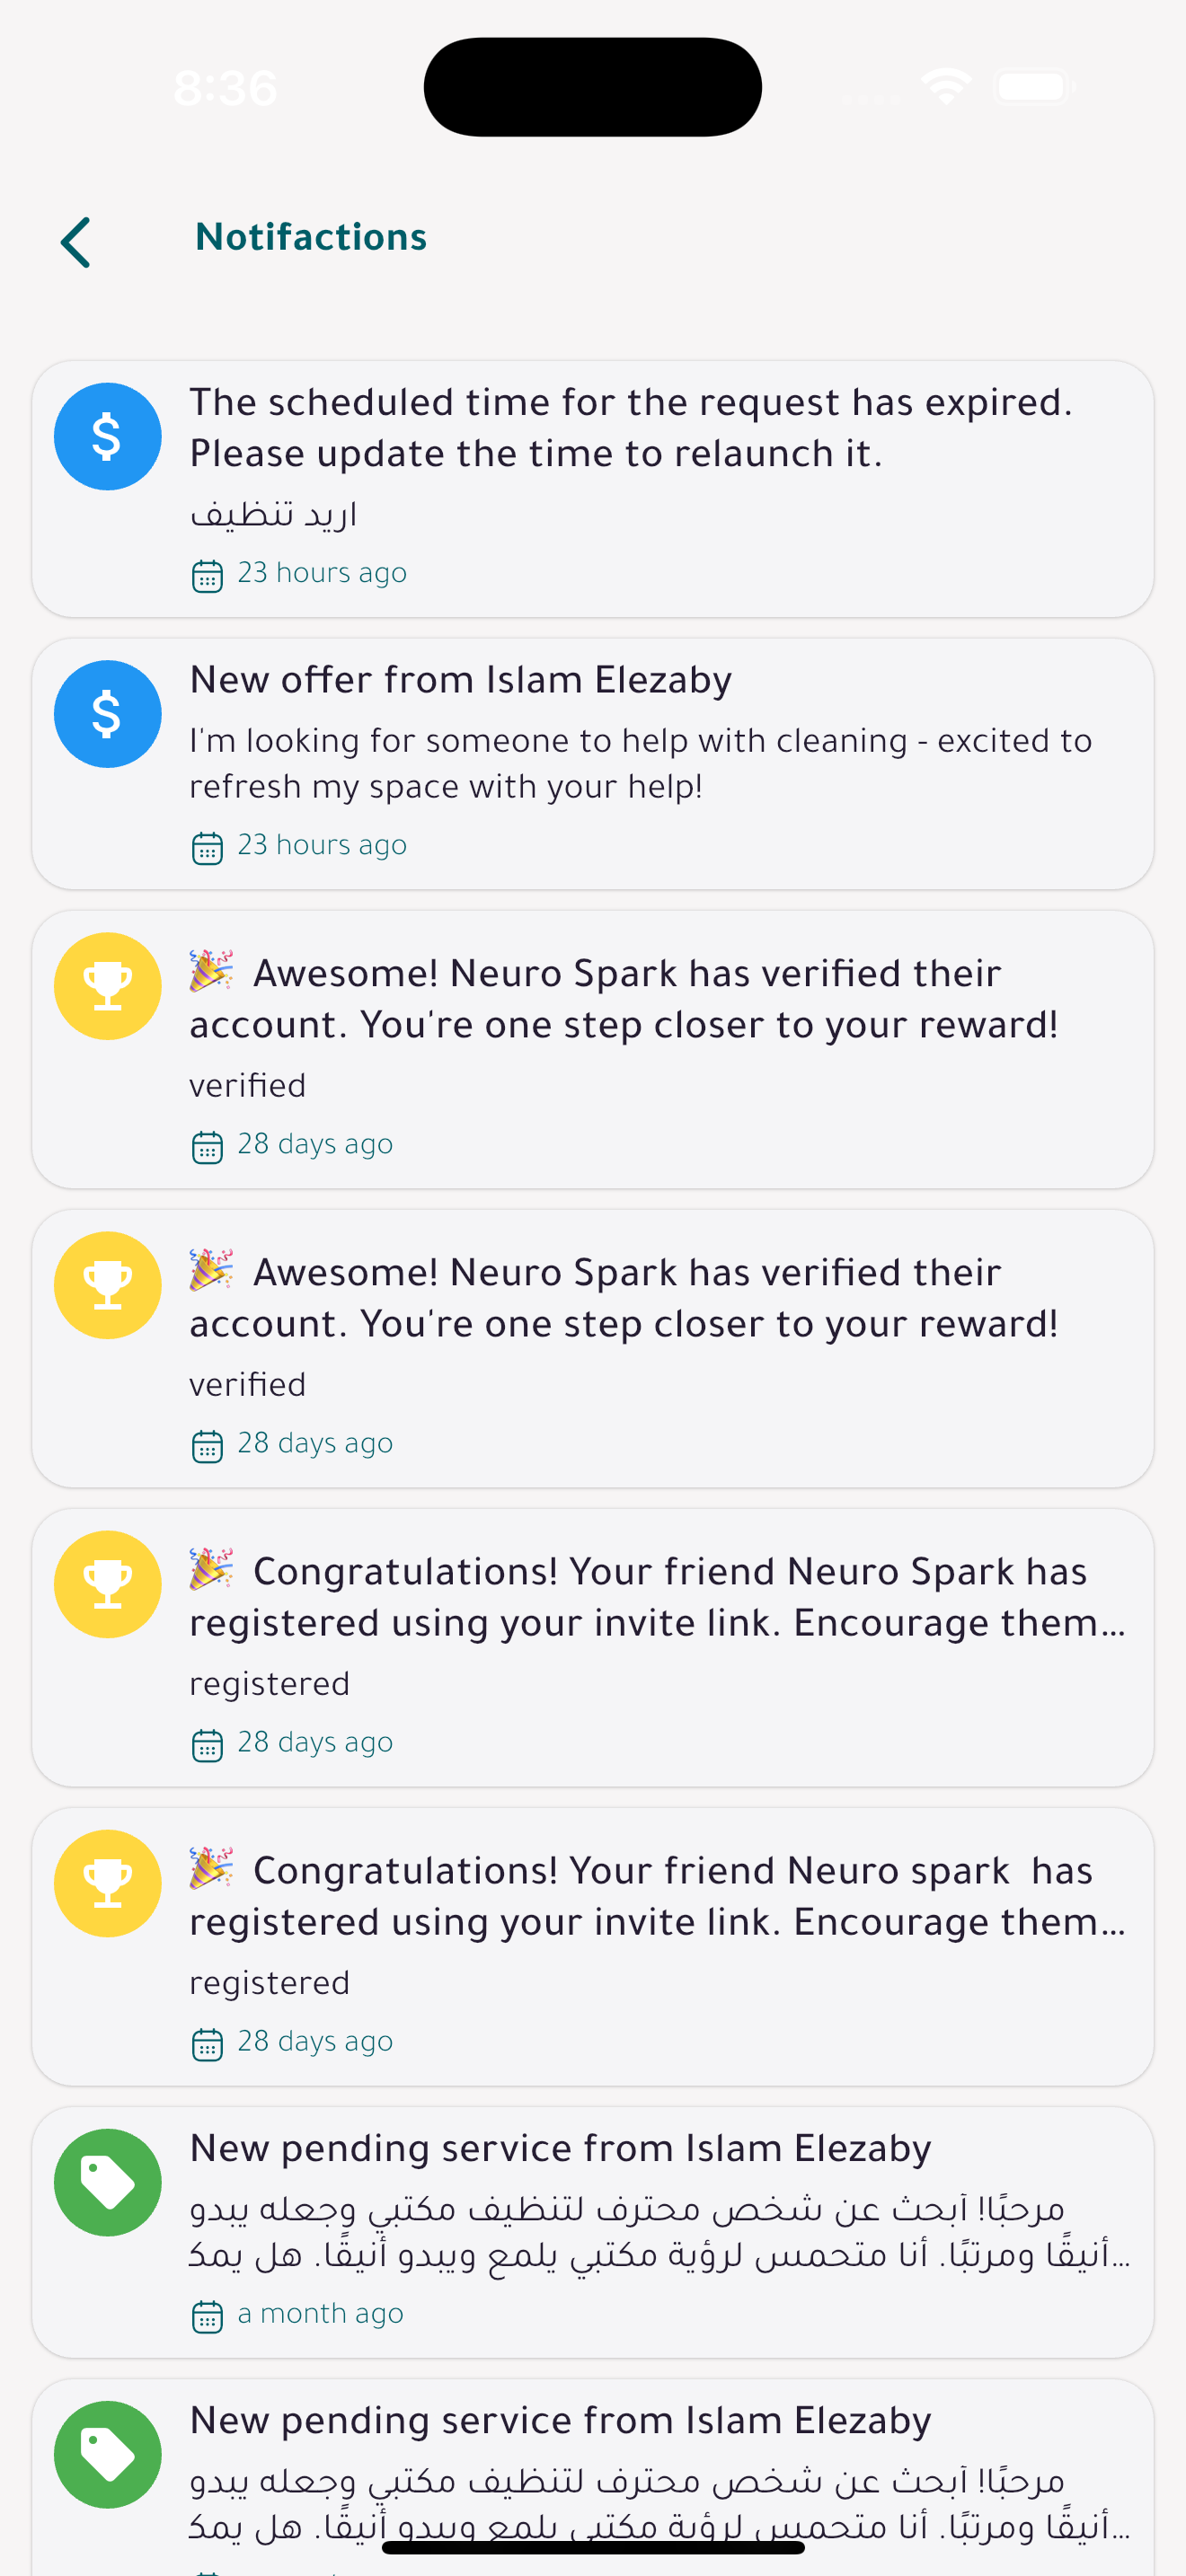 8:36
Notifactions
The scheduled time for the request has expired.
Please update the time to relaunch it.
اريد تنظيف
23 hours ago
New offer from Islam Elezaby
I'm looking for someone to help with cleaning - excited to
refresh my space with your help!
23 hours ago
🎉 Awesome! Neuro Spark has verified their
account. You're one step closer to your reward!
verified
28 days ago
🎉 Awesome! Neuro Spark has verified their
account. You're one step closer to your reward!
verified
28 days ago
🎉 Congratulations! Your friend Neuro Spark has
registered using your invite link. Encourage them...
registered
28 days ago
🎉 Congratulations! Your friend Neuro spark  has
registered using your invite link. Encourage them...
registered
28 days ago
New pending service from Islam Elezaby
مرحبًا! أبحث عن شخص محترف لتنظيف مكتبي وجعله يبدو
أنيقًا ومرتبًا. أنا متحمس لرؤية مكتبي يلمع ويبدو أنيقًا. هل يمك...
a month ago
New pending service from Islam Elezaby
مرحبًا! أبحث عن شخص محترف لتنظيف مكتبي وجعله يبدو
أنيقًا ومرتبًا. أنا متحمس لرؤية مكتبي يلمع ويبدو أنيقًا. هل يمك...